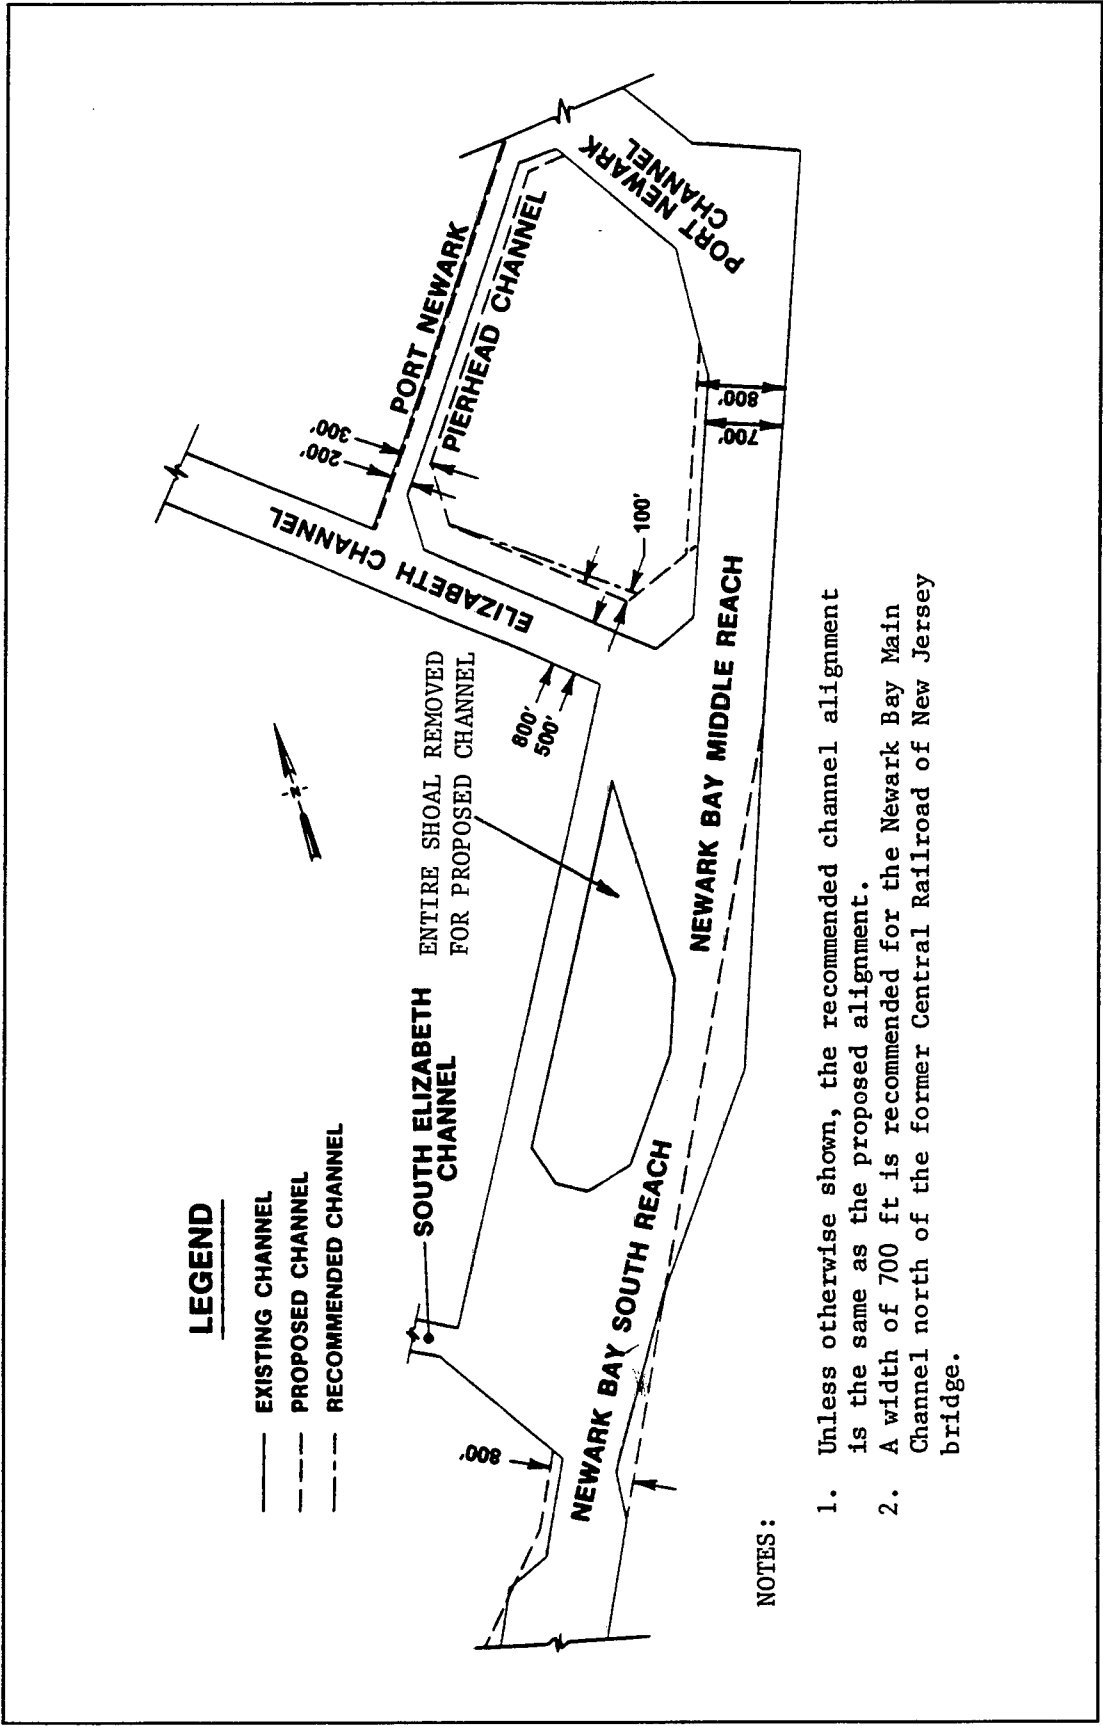 LEGEND
EXISTING CHANNEL
PROPOSED CHANNEL
RECOMMENDED CHANNEL
N
SOUTH ELIZABETH
CHANNEL
ENTIRE SHOAL REMOVED
FOR PROPOSED CHANNEL
800'
500'
ELIZABETH CHANNEL
200'
300'
PORT NEWARK
PIERHEAD CHANNEL
PORT NEWARK
CHANNEL
100'
700'
800'
NEWARK BAY MIDDLE REACH
NEWARK BAY SOUTH REACH
800'
NOTES:
1. Unless otherwise shown, the recommended channel alignment
is the same as the proposed alignment.
2. A width of 700 ft is recommended for the Newark Bay Main
Channel north of the former Central Railroad of New Jersey
bridge.